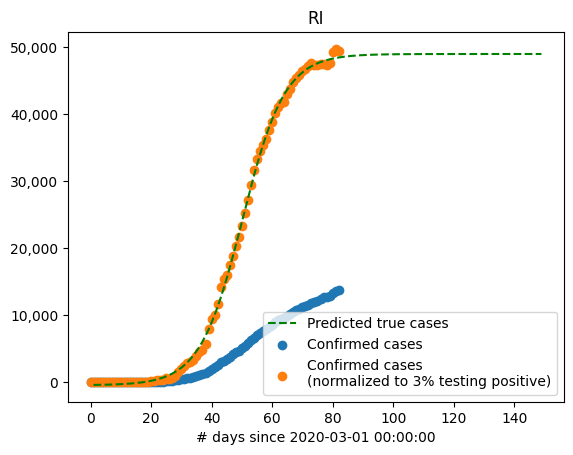 RI
50,000
40,000
30,000
20,000
10,000
0
Predicted true cases
Confirmed cases
Confirmed cases
(normalized to 3% testing positive)
0 20 40 60 80 100 120 140
# days since 2020-03-01 00:00:00